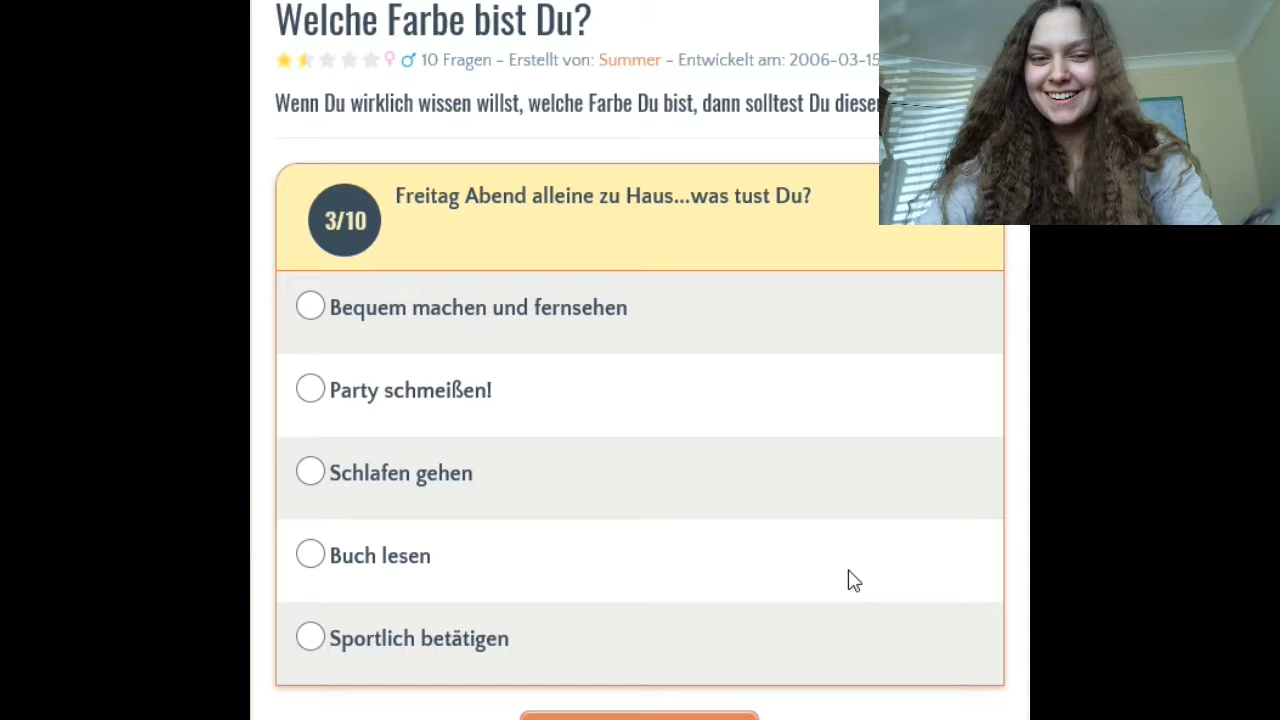 Welche Farbe bist Du?
10 Fragen - Erstellt von: Summer - Entwickelt am: 2006-03-15
Wenn Du wirklich wissen willst, welche Farbe Du bist, dann solltest Du
3/10
Freitag Abend alleine zu Haus...was tust Du?
Bequem machen und fernsehen
Party schmeißen!
Schlafen gehen
Buch lesen
Sportlich betätigen